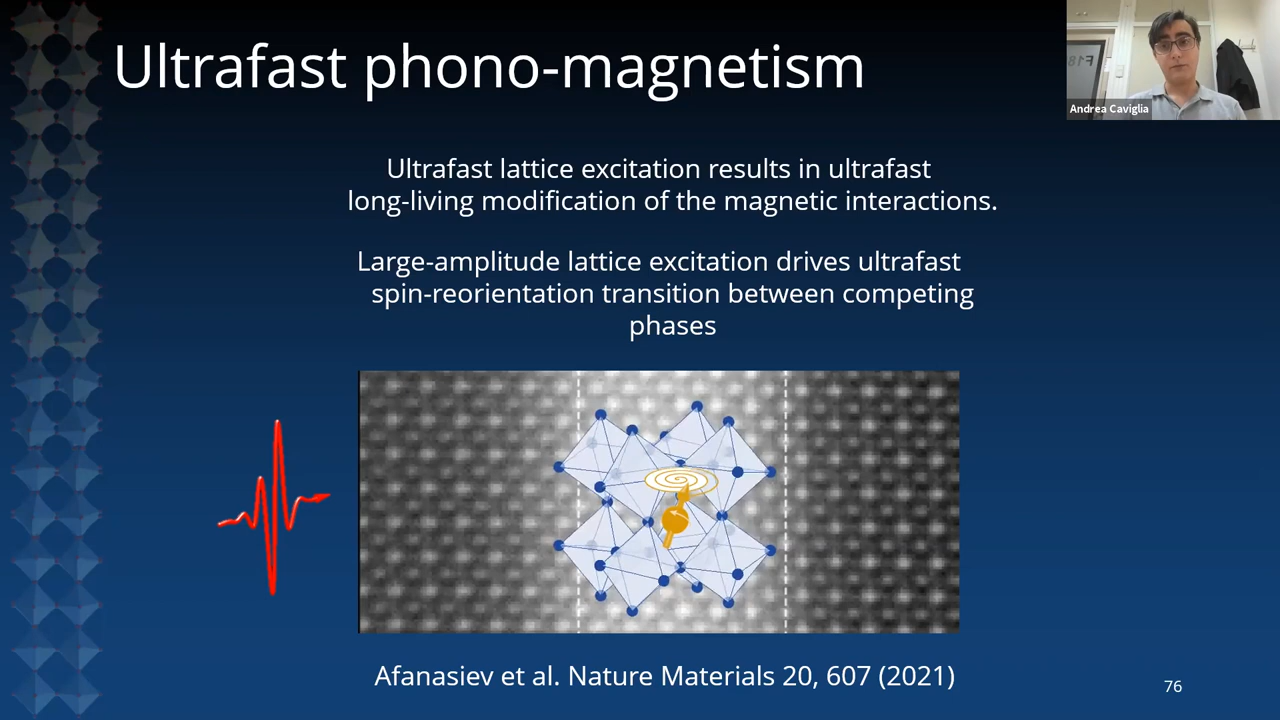 Ultrafast phono-magnetism
Andrea Caviglia
Ultrafast lattice excitation results in ultrafast
long-living modification of the magnetic interactions.
Large-amplitude lattice excitation drives ultrafast
spin-reorientation transition between competing
phases
Afanasiev et al. Nature Materials 20, 607 (2021)
76